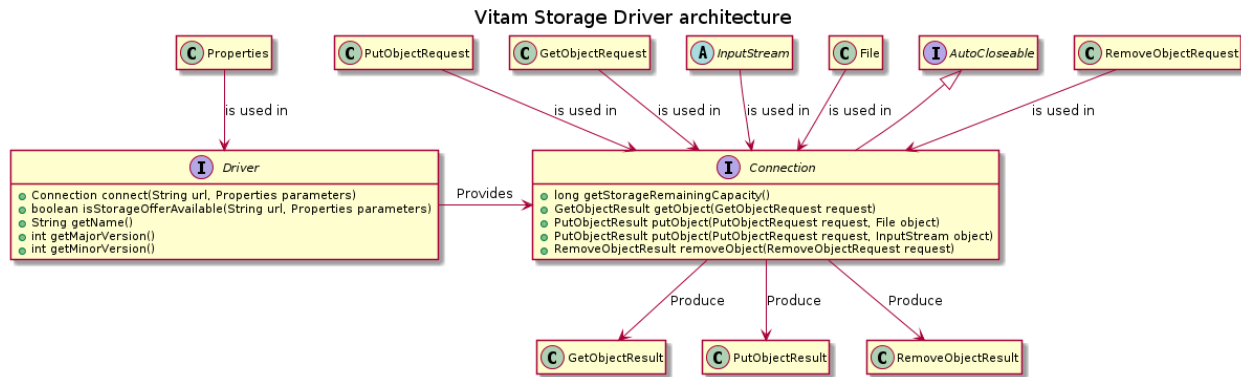 Vitam Storage Driver architecture
C Properties
C PutObjectRequest
C GetObjectRequest
A InputStream
C File
I AutoCloseable
C RemoveObjectRequest
is used in
is used in
is used in
is used in
is used in
is used in
I Driver
Connection connect(String url, Properties parameters)
boolean isStorageOfferAvailable(String url, Properties parameters)
String getName()
int getMajorVersion()
int getMinorVersion()
Provides
I Connection
long getStorageRemainingCapacity()
GetObjectResult getObject(GetObjectRequest request)
PutObjectResult putObject(PutObjectRequest request, File object)
PutObjectResult putObject(PutObjectRequest request, InputStream object)
RemoveObjectResult removeObject(RemoveObjectRequest request)
Produce
Produce
Produce
C GetObjectResult
C PutObjectResult
C RemoveObjectResult